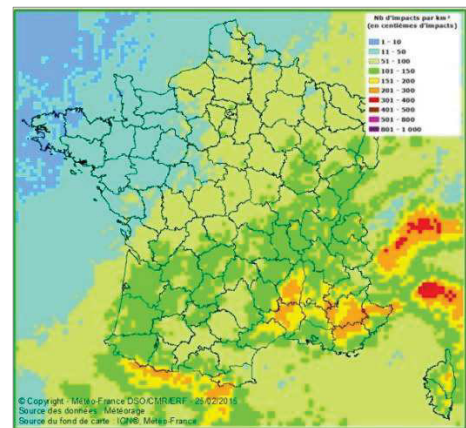 Nb d'impacts par km²
(en centièmes d'impacts)
1 - 10
11 - 50
51 - 100
101 - 150
151 - 200
201 - 300
301 - 400
401 - 500
501 - 800
801 - 1 000
© Copyright - Météo-France DSO/CMR/ERF - 25/02/2015
Source des données : Météorage
Source du fond de carte : IGN®, Météo-France